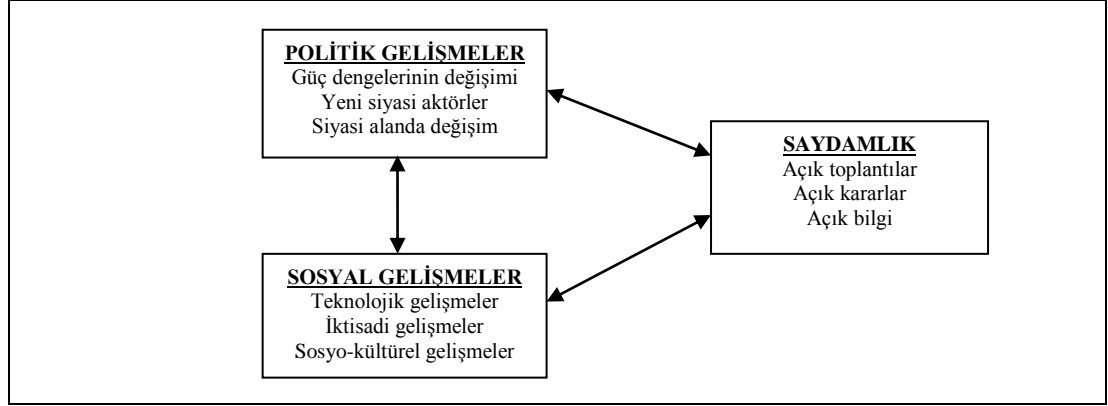 POLİTİK GELİŞMELER
Güç dengelerinin değişimi
Yeni siyasi aktörler
Siyasi alanda değişim
SAYDAMLIK
Açık toplantılar
Açık kararlar
Açık bilgi
SOSYAL GELİŞMELER
Teknolojik gelişmeler
İktisadi gelişmeler
Sosyo-kültürel gelişmeler